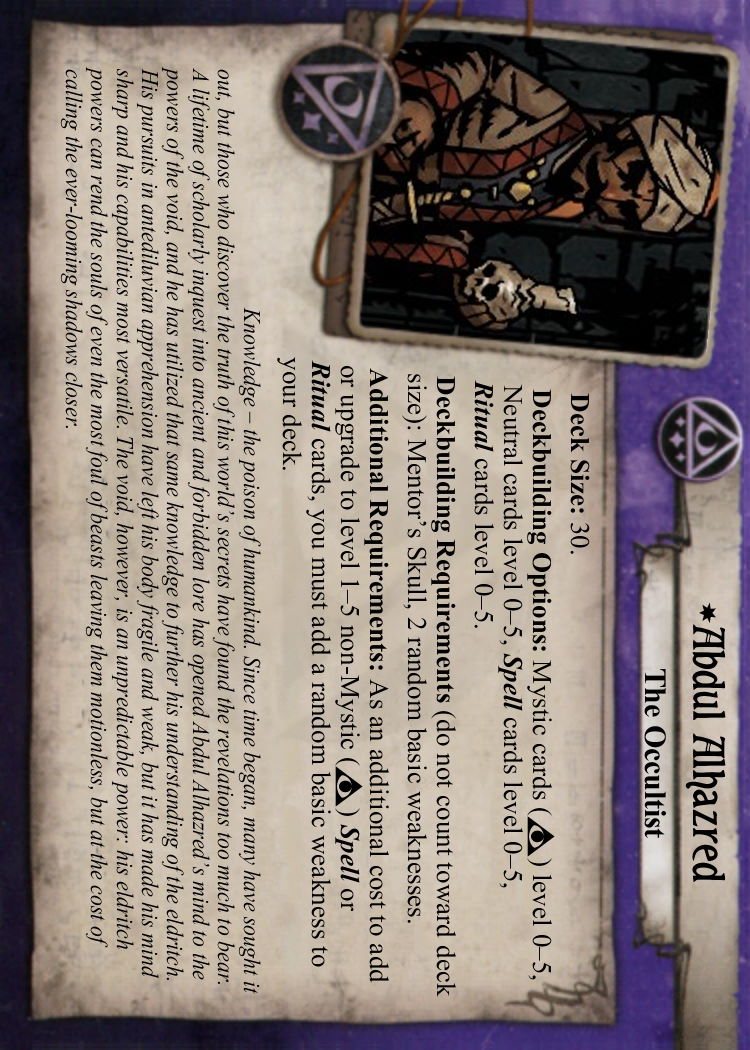 *Abdul Alhazred
The Occultist
Deck Size: 30.
Deckbuilding Options: Mystic cards () level 0–5,
Neutral cards level 0–5, Spell cards level 0–5,
Ritual cards level 0–5.
Deckbuilding Requirements (do not count toward deck
size): Mentor's Skull, 2 random basic weaknesses.
Additional Requirements: As an additional cost to add
or upgrade to level 1–5 non-Mystic () Spell or
Ritual cards, you must add a random basic weakness to
your deck.
Knowledge – the poison of humankind. Since time began, many have sought it
out, but those who discover the truth of this world's secrets have found the revelations too much to bear.
A lifetime of scholarly inquest into ancient and forbidden lore has opened Abdul Alhazred's mind to the
powers of the void, and he has utilized that same knowledge to further his understanding of the eldritch.
His pursuits in antediluvian apprehension have left his body fragile and weak, but it has made his mind
sharp and his capabilities most versatile. The void, however, is an unpredictable power: his eldritch
powers can rend the souls of even the most foul of beasts leaving them motionless, but at the cost of
calling the ever-looming shadows closer.